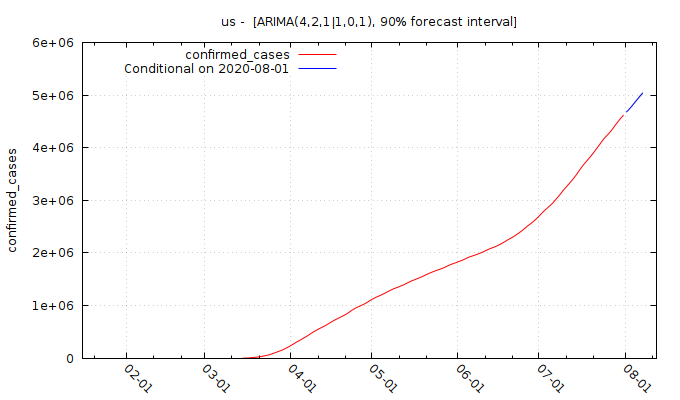 us -  [ARIMA(4,2,1|1,0,1), 90% forecast interval]
confirmed_cases
Conditional on 2020-08-01
6e+06
5e+06
4e+06
3e+06
2e+06
1e+06
0
confirmed_cases
02-01
03-01
04-01
05-01
06-01
07-01
08-01